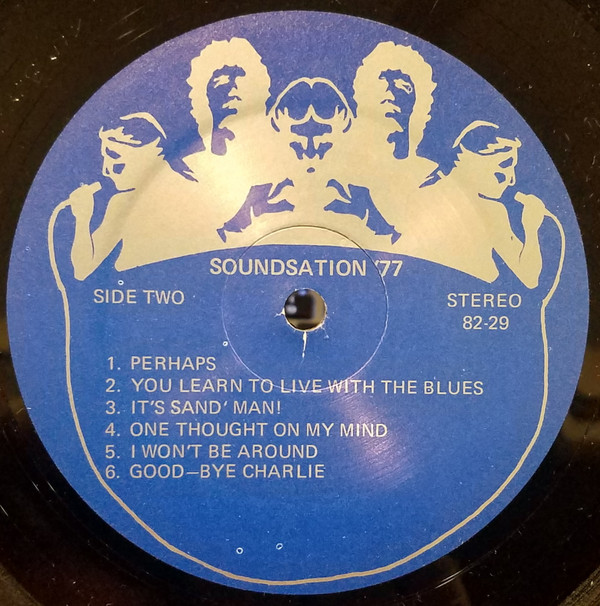 SOUNDSATION '77
SIDE TWO
STEREO
82-29
1. PERHAPS
2. YOU LEARN TO LIVE WITH THE BLUES
3. IT'S SAND' MAN!
4. ONE THOUGHT ON MY MIND
5. I WON'T BE AROUND
6. GOOD—BYE CHARLIE